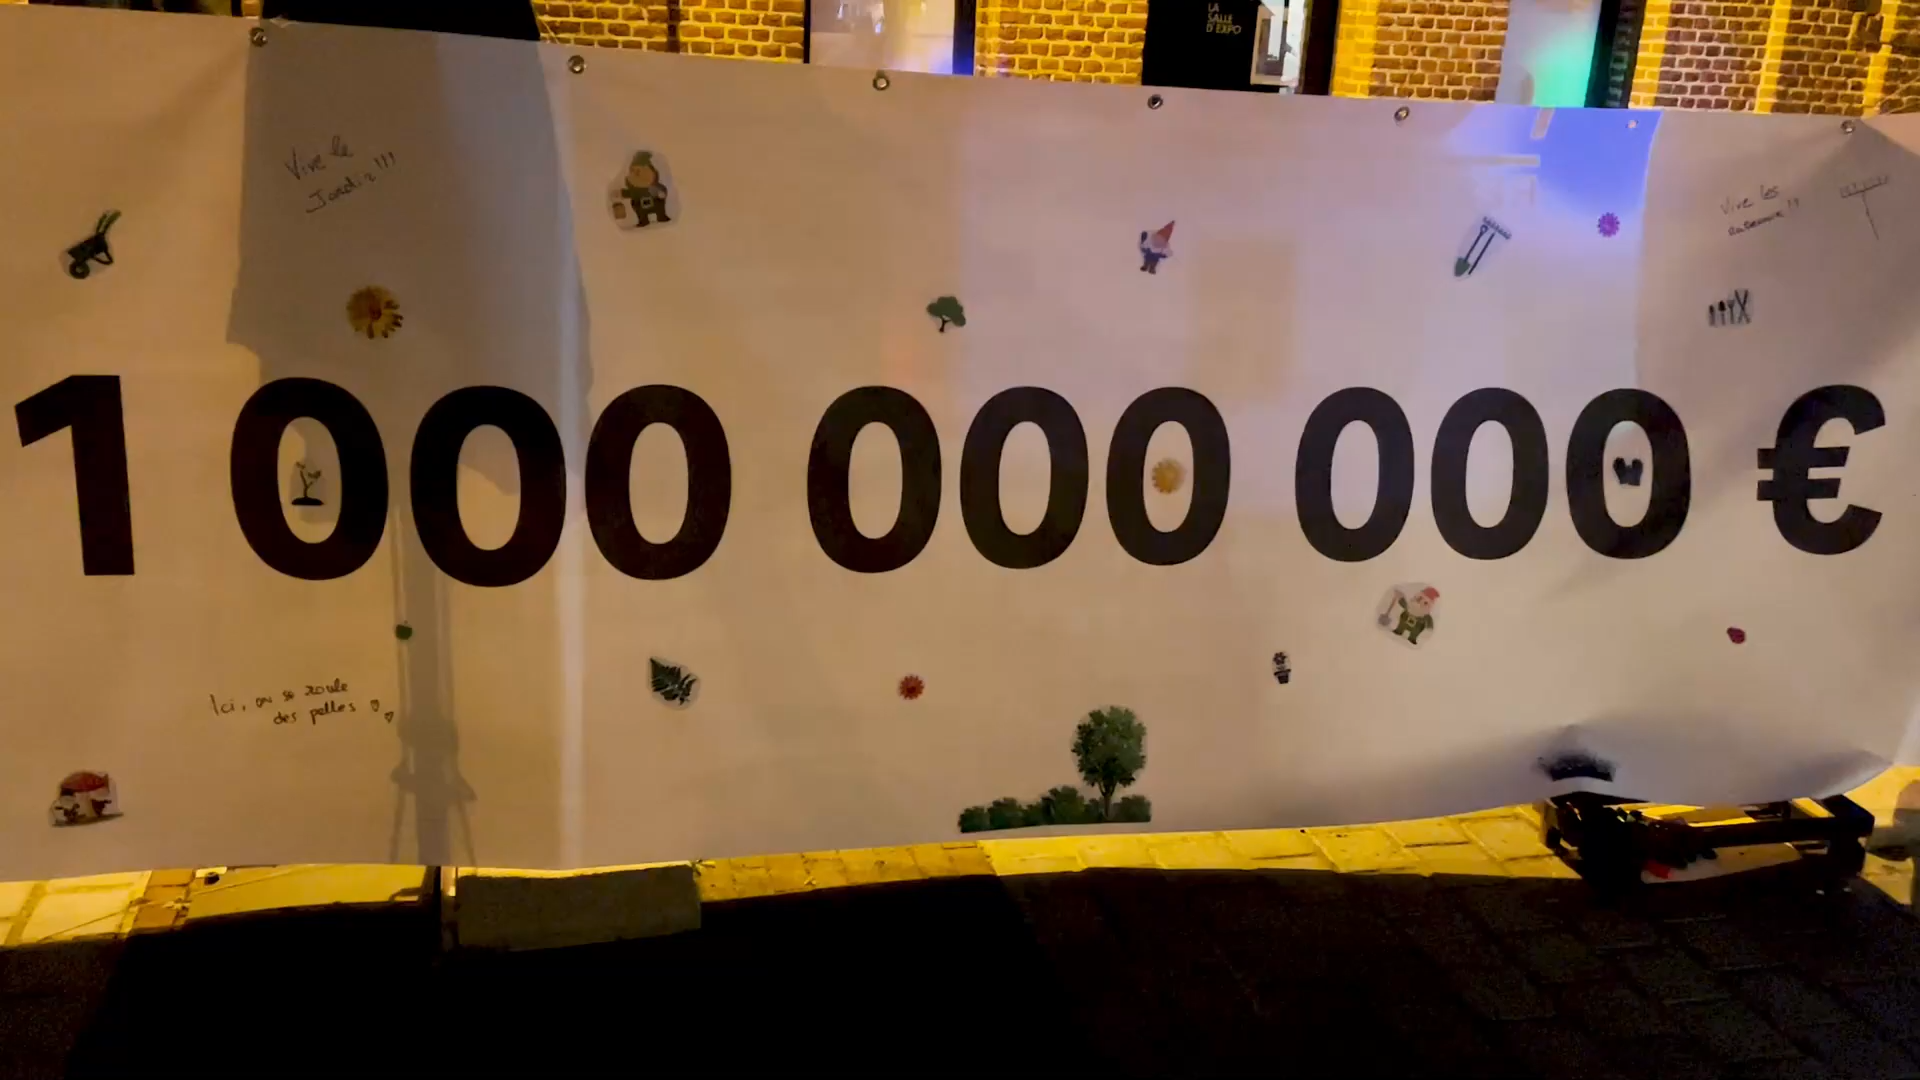 LA
SALLE
D'EXPO
Vive le
Jardin !!!
Vive les
1 000 000 000 €
Ici, on se roule
des pelles